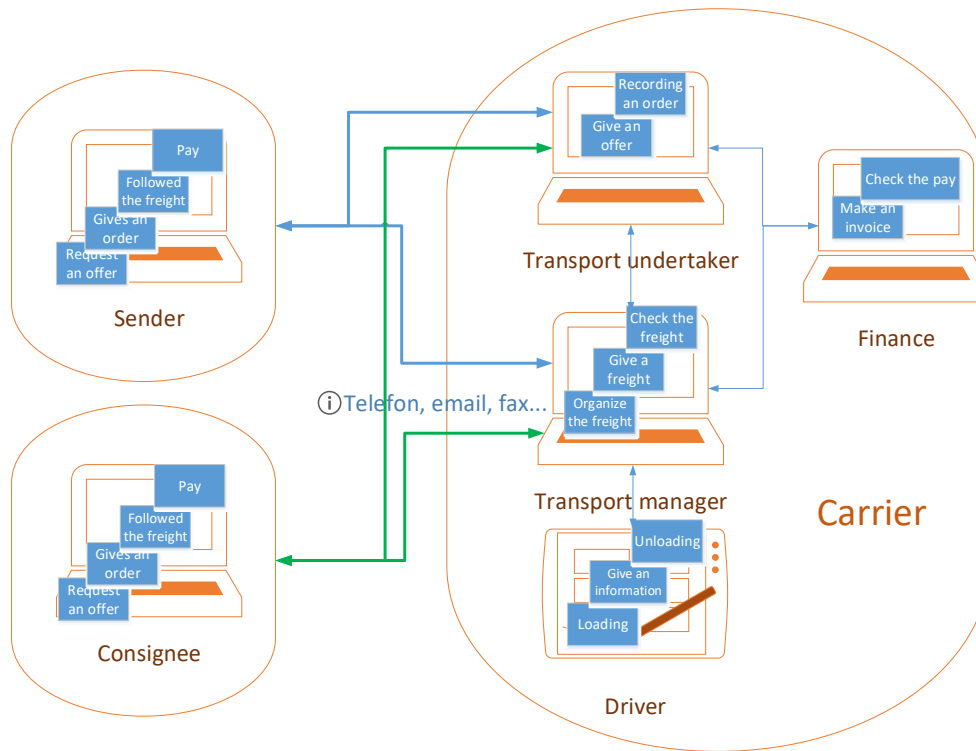 Pay
Followed
the freight
Gives an
order
Request
an offer
Sender
Recording
an order
Give an
offer
Transport undertaker
Check the pay
Make an
invoice
Finance
Check the
freight
Give a
freight
Organize
the freight
Transport manager
Telefon, email, fax...
Pay
Followed
the freight
Gives an
order
Request
an offer
Consignee
Unloading
Give an
information
Loading
Driver
Carrier